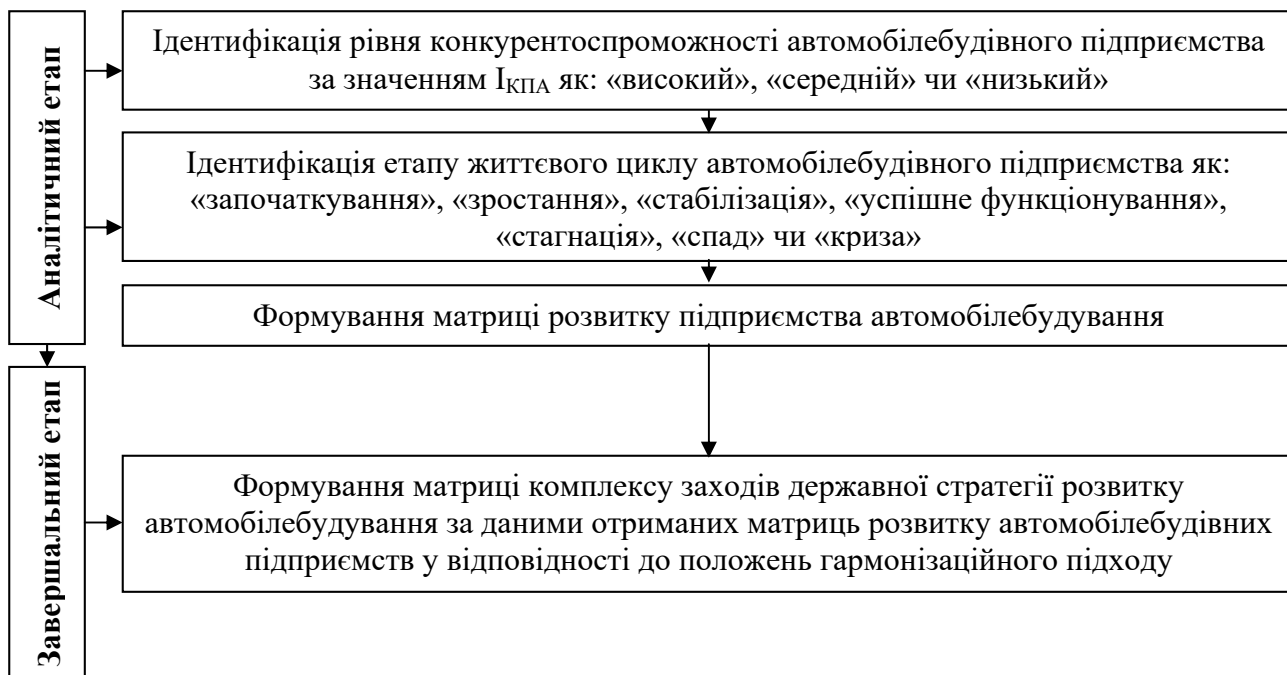 Аналітичний етап
Ідентифікація рівня конкурентоспроможності автомобілебудівного підприємства
за значенням ІКПА як: «високий», «середній» чи «низький»
Ідентифікація етапу життєвого циклу автомобілебудівного підприємства як:
«започаткування», «зростання», «стабілізація», «успішне функціонування»,
«стагнація», «спад» чи «криза»
Формування матриці розвитку підприємства автомобілебудування
Завершальний етап
Формування матриці комплексу заходів державної стратегії розвитку
автомобілебудування за даними отриманих матриць розвитку автомобілебудівних
підприємств у відповідності до положень гармонізаційного підходу